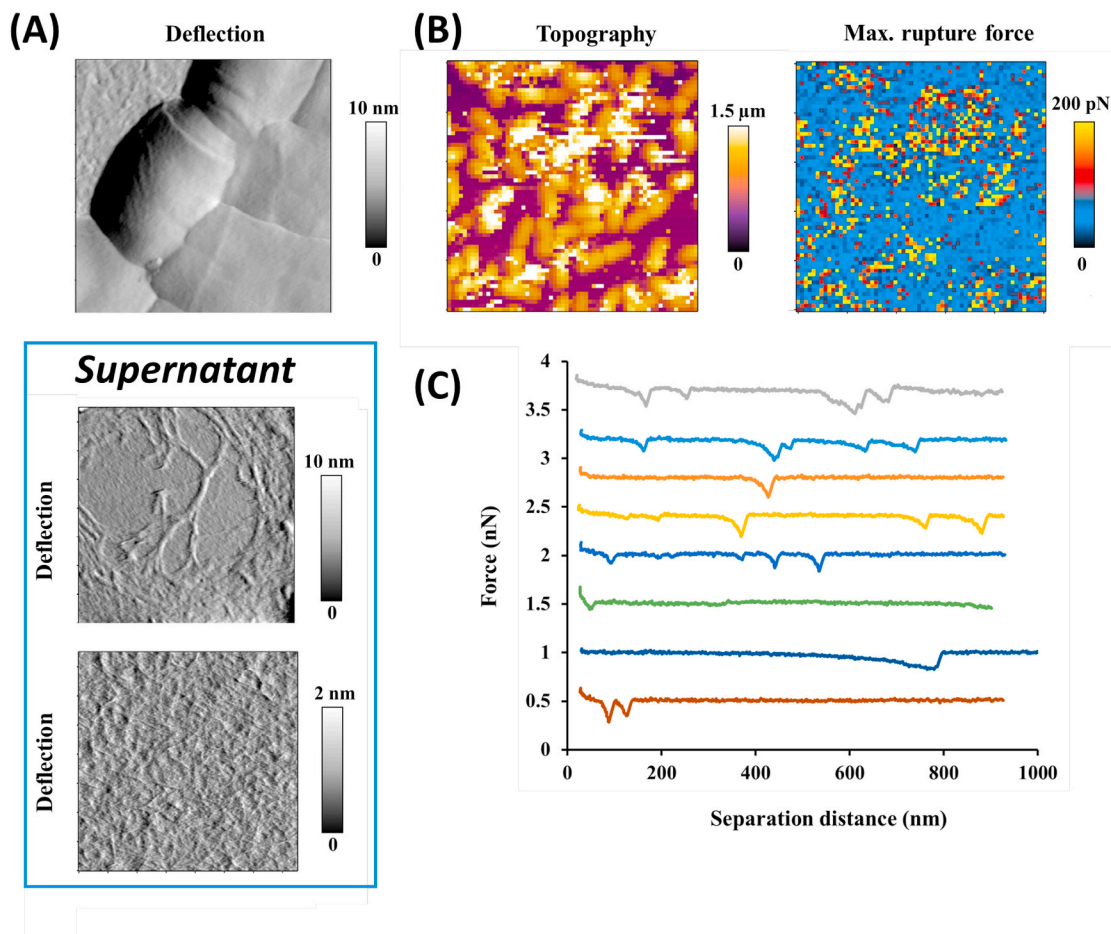 (A)
Deflection
10 nm
0
(B)
Topography
1.5 µm
0
Max. rupture force
200 pN
0
Supernatant
Deflection
10 nm
0
Deflection
2 nm
0
(C)
Force (nN)
4
3.5
3
2.5
2
1.5
1
0.5
0
0 200 400 600 800 1000
Separation distance (nm)